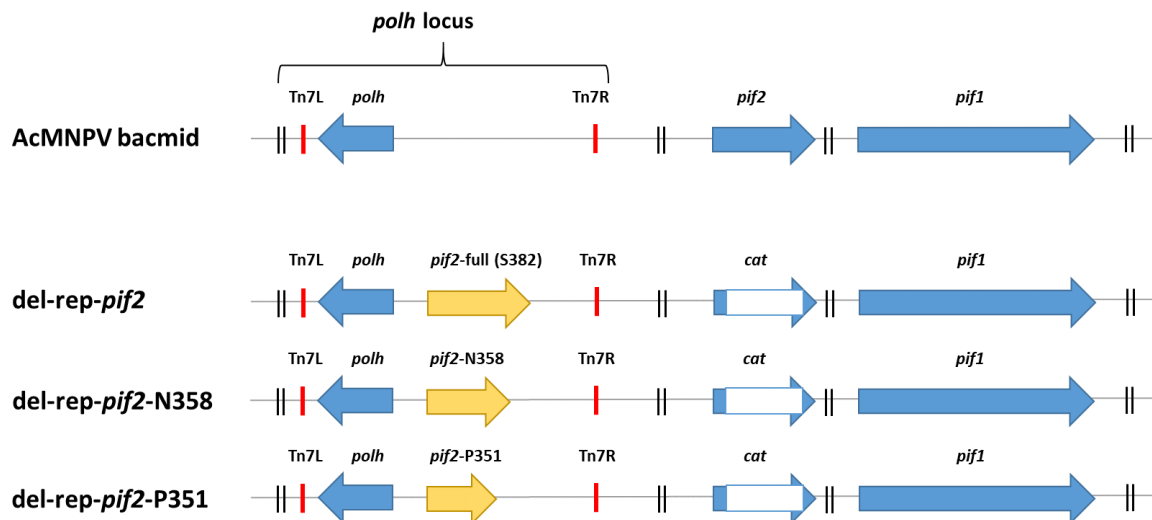 polh locus
Tn7L polh Tn7R pif2 pif1
AcMNPV bacmid
Tn7L polh pif2-full (S382) Tn7R cat pif1
del-rep-pif2
Tn7L polh pif2-N358 Tn7R cat pif1
del-rep-pif2-N358
Tn7L polh pif2-P351 Tn7R cat pif1
del-rep-pif2-P351